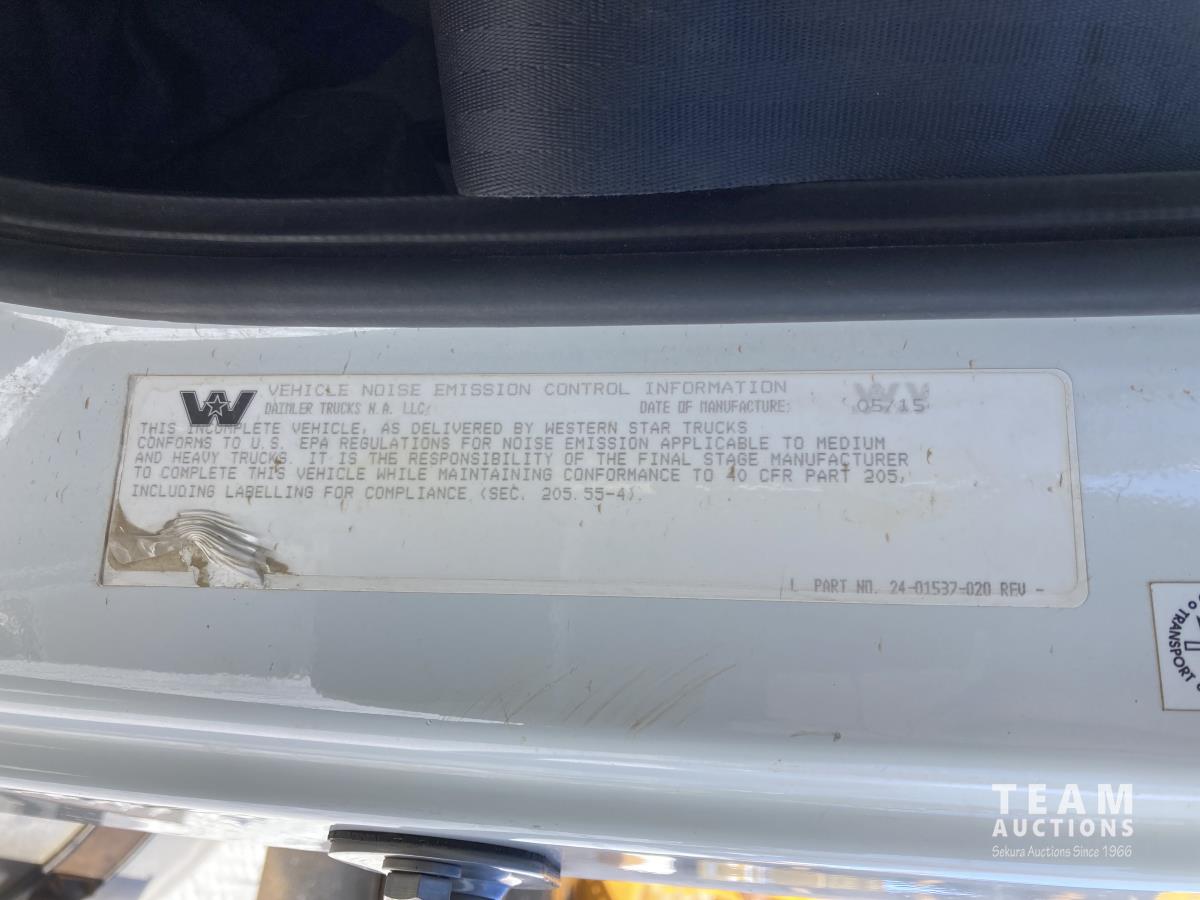 VEHICLE NOISE EMISSION CONTROL INFORMATION
DAIMLER TRUCKS N.A. LLC. DATE OF MANUFACTURE: 05/15
THIS INCOMPLETE VEHICLE, AS DELIVERED BY WESTERN STAR TRUCKS
CONFORMS TO U.S. EPA REGULATIONS FOR NOISE EMISSION APPLICABLE TO MEDIUM
AND HEAVY TRUCKS. IT IS THE RESPONSIBILITY OF THE FINAL STAGE MANUFACTURER
TO COMPLETE THIS VEHICLE WHILE MAINTAINING CONFORMANCE TO 40 CFR PART 205,
INCLUDING LABELLING FOR COMPLIANCE (SEC. 205.55-4).
L PART NO. 24-01537-020 REV -
TRANSPORT
TEAM
AUCTIONS
Sekura Auctions Since 1966